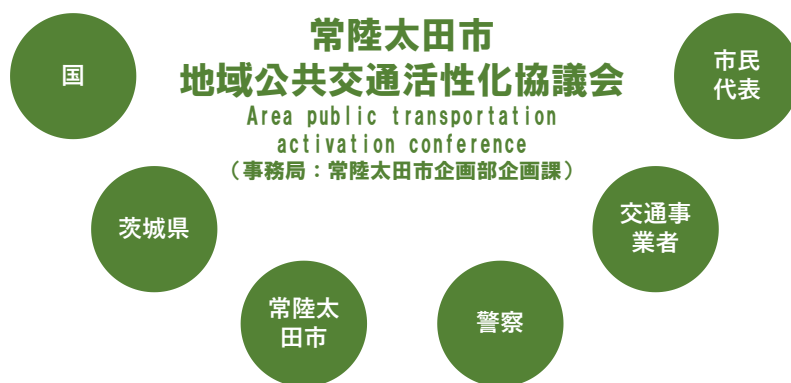 常陸太田市
地域公共交通活性化協議会
Area public transportation
activation conference
（事務局：常陸太田市企画部企画課）
国
市民
代表
茨城県
交通事
業者
常陸太
田市
警察